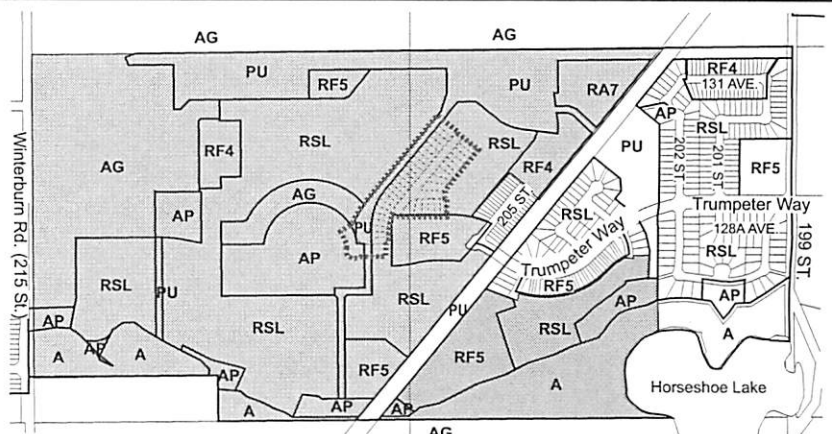 AG
AG
PU
RF5
PU
RA7
RF4
131 AVE.
AP
RSL
RSL
RSL
PU
AG
RF4
RF4
202 ST.
201 ST.
RF5
Winterburn Rd. (215 St.)
AG
AP
205 ST.
RSL
Trumpeter Way
PU
RF5
128A AVE.
199 ST.
AP
Trumpeter Way
RSL
RSL
PU
RSL
RF5
AP
AP
AP
RSL
PU
RSL
A
AP
A
AP
A
RF5
RF5
A
Horseshoe Lake
A
AP
AP
AG